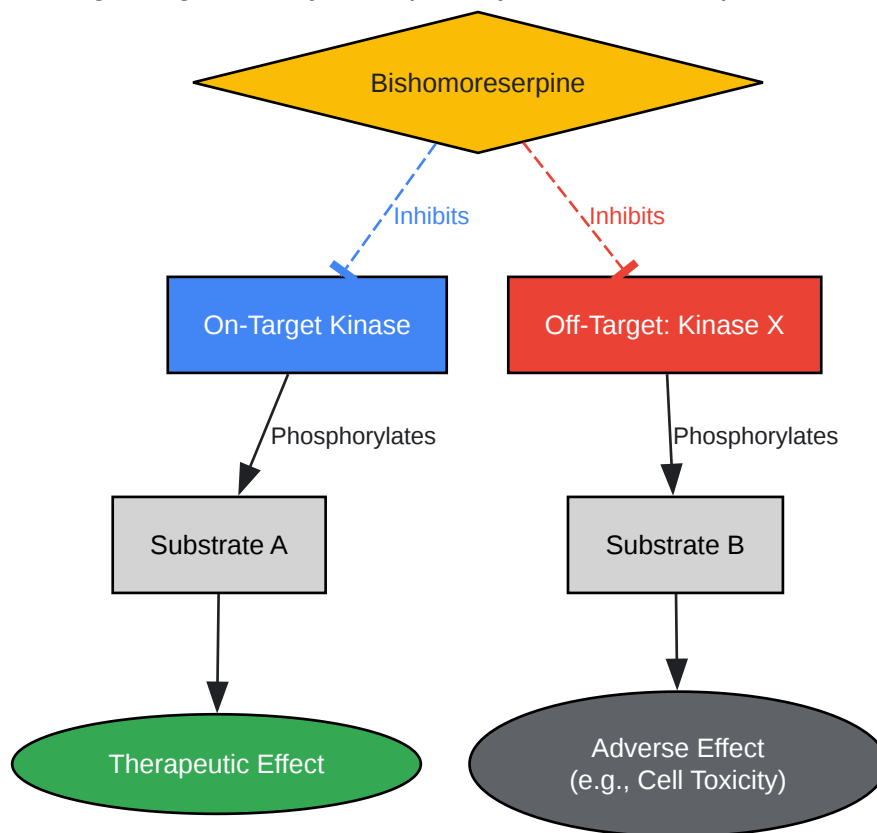 Bishomoreserpine
Inhibits
Inhibits
On-Target Kinase
Off-Target: Kinase X
Phosphorylates
Phosphorylates
Substrate A
Substrate B
Therapeutic Effect
Adverse Effect
(e.g., Cell Toxicity)